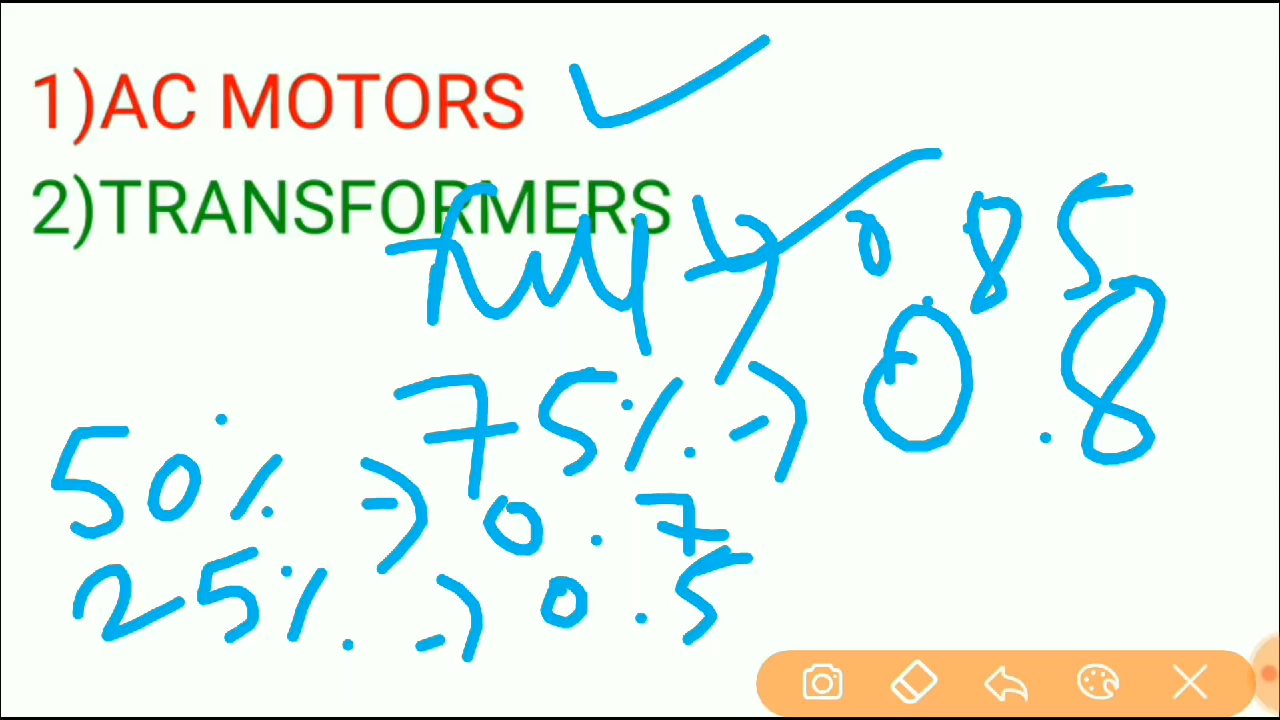 1)AC MOTORS
2)TRANSFORMERS
full → 0.85
75% → 0.8
50% → 0.7
25% → 0.5